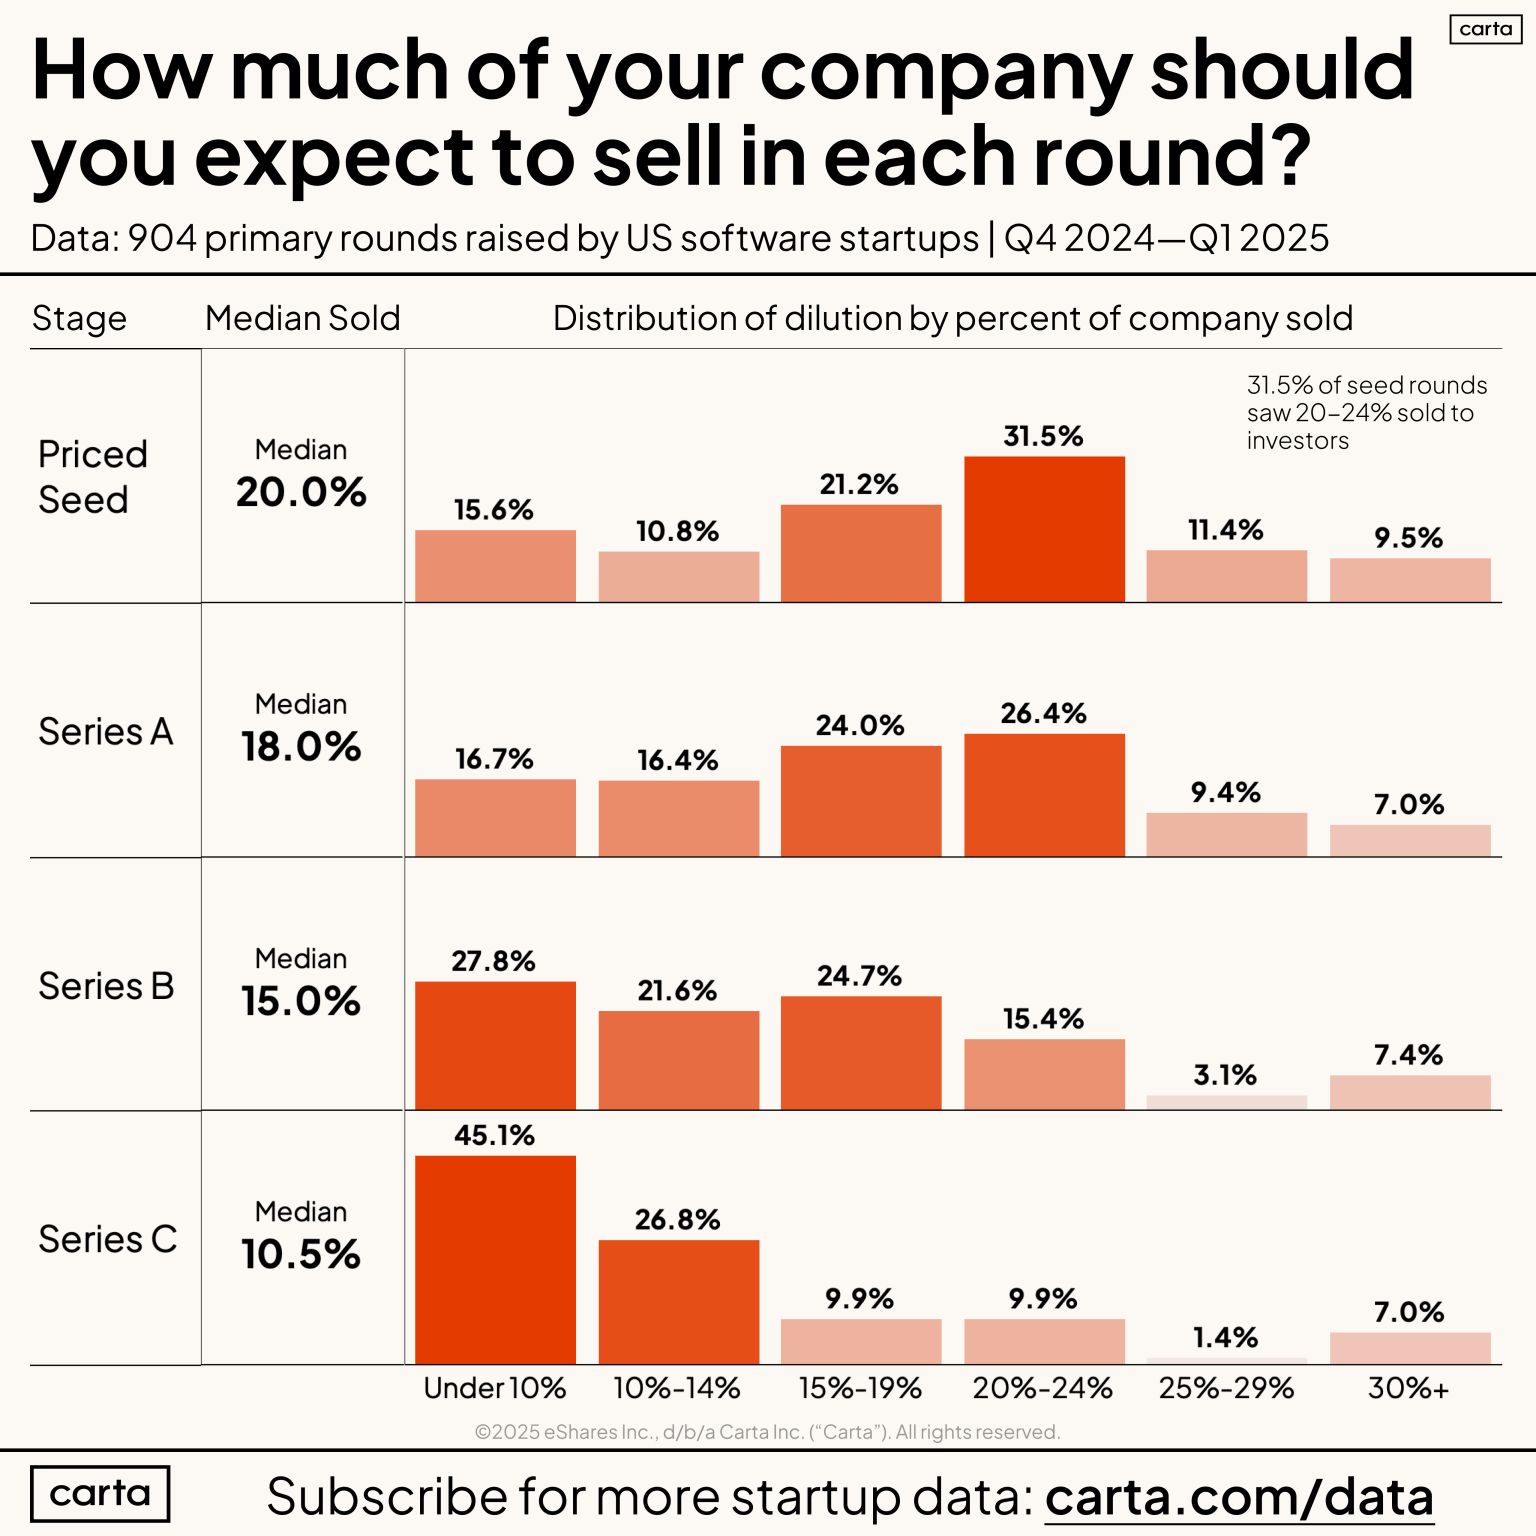 carta
How much of your company should
you expect to sell in each round?
Data: 904 primary rounds raised by US software startups | Q4 2024—Q1 2025
Stage
Median Sold
Distribution of dilution by percent of company sold
31.5% of seed rounds
saw 20–24% sold to
investors
Priced
Seed
Median
20.0%
15.6%
10.8%
21.2%
31.5%
11.4%
9.5%
Series A
Median
18.0%
16.7%
16.4%
24.0%
26.4%
9.4%
7.0%
Series B
Median
15.0%
27.8%
21.6%
24.7%
15.4%
3.1%
7.4%
Series C
Median
10.5%
45.1%
26.8%
9.9%
9.9%
1.4%
7.0%
Under 10%
10%-14%
15%-19%
20%-24%
25%-29%
30%+
©2025 eShares Inc., d/b/a Carta Inc. (“Carta”). All rights reserved.
carta
Subscribe for more startup data: carta.com/data